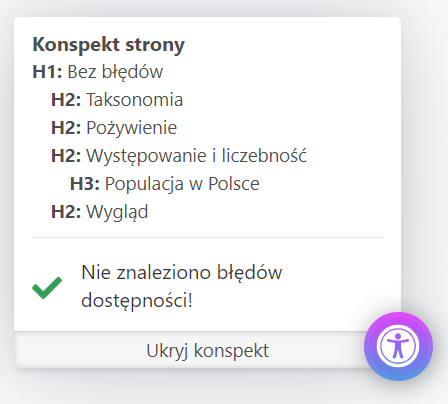 Konspekt strony
H1: Bez błędów
H2: Taksonomia
H2: Pożywienie
H2: Występowanie i liczebność
H3: Populacja w Polsce
H2: Wygląd
Nie znaleziono błędów
dostępności!
Ukryj konspekt